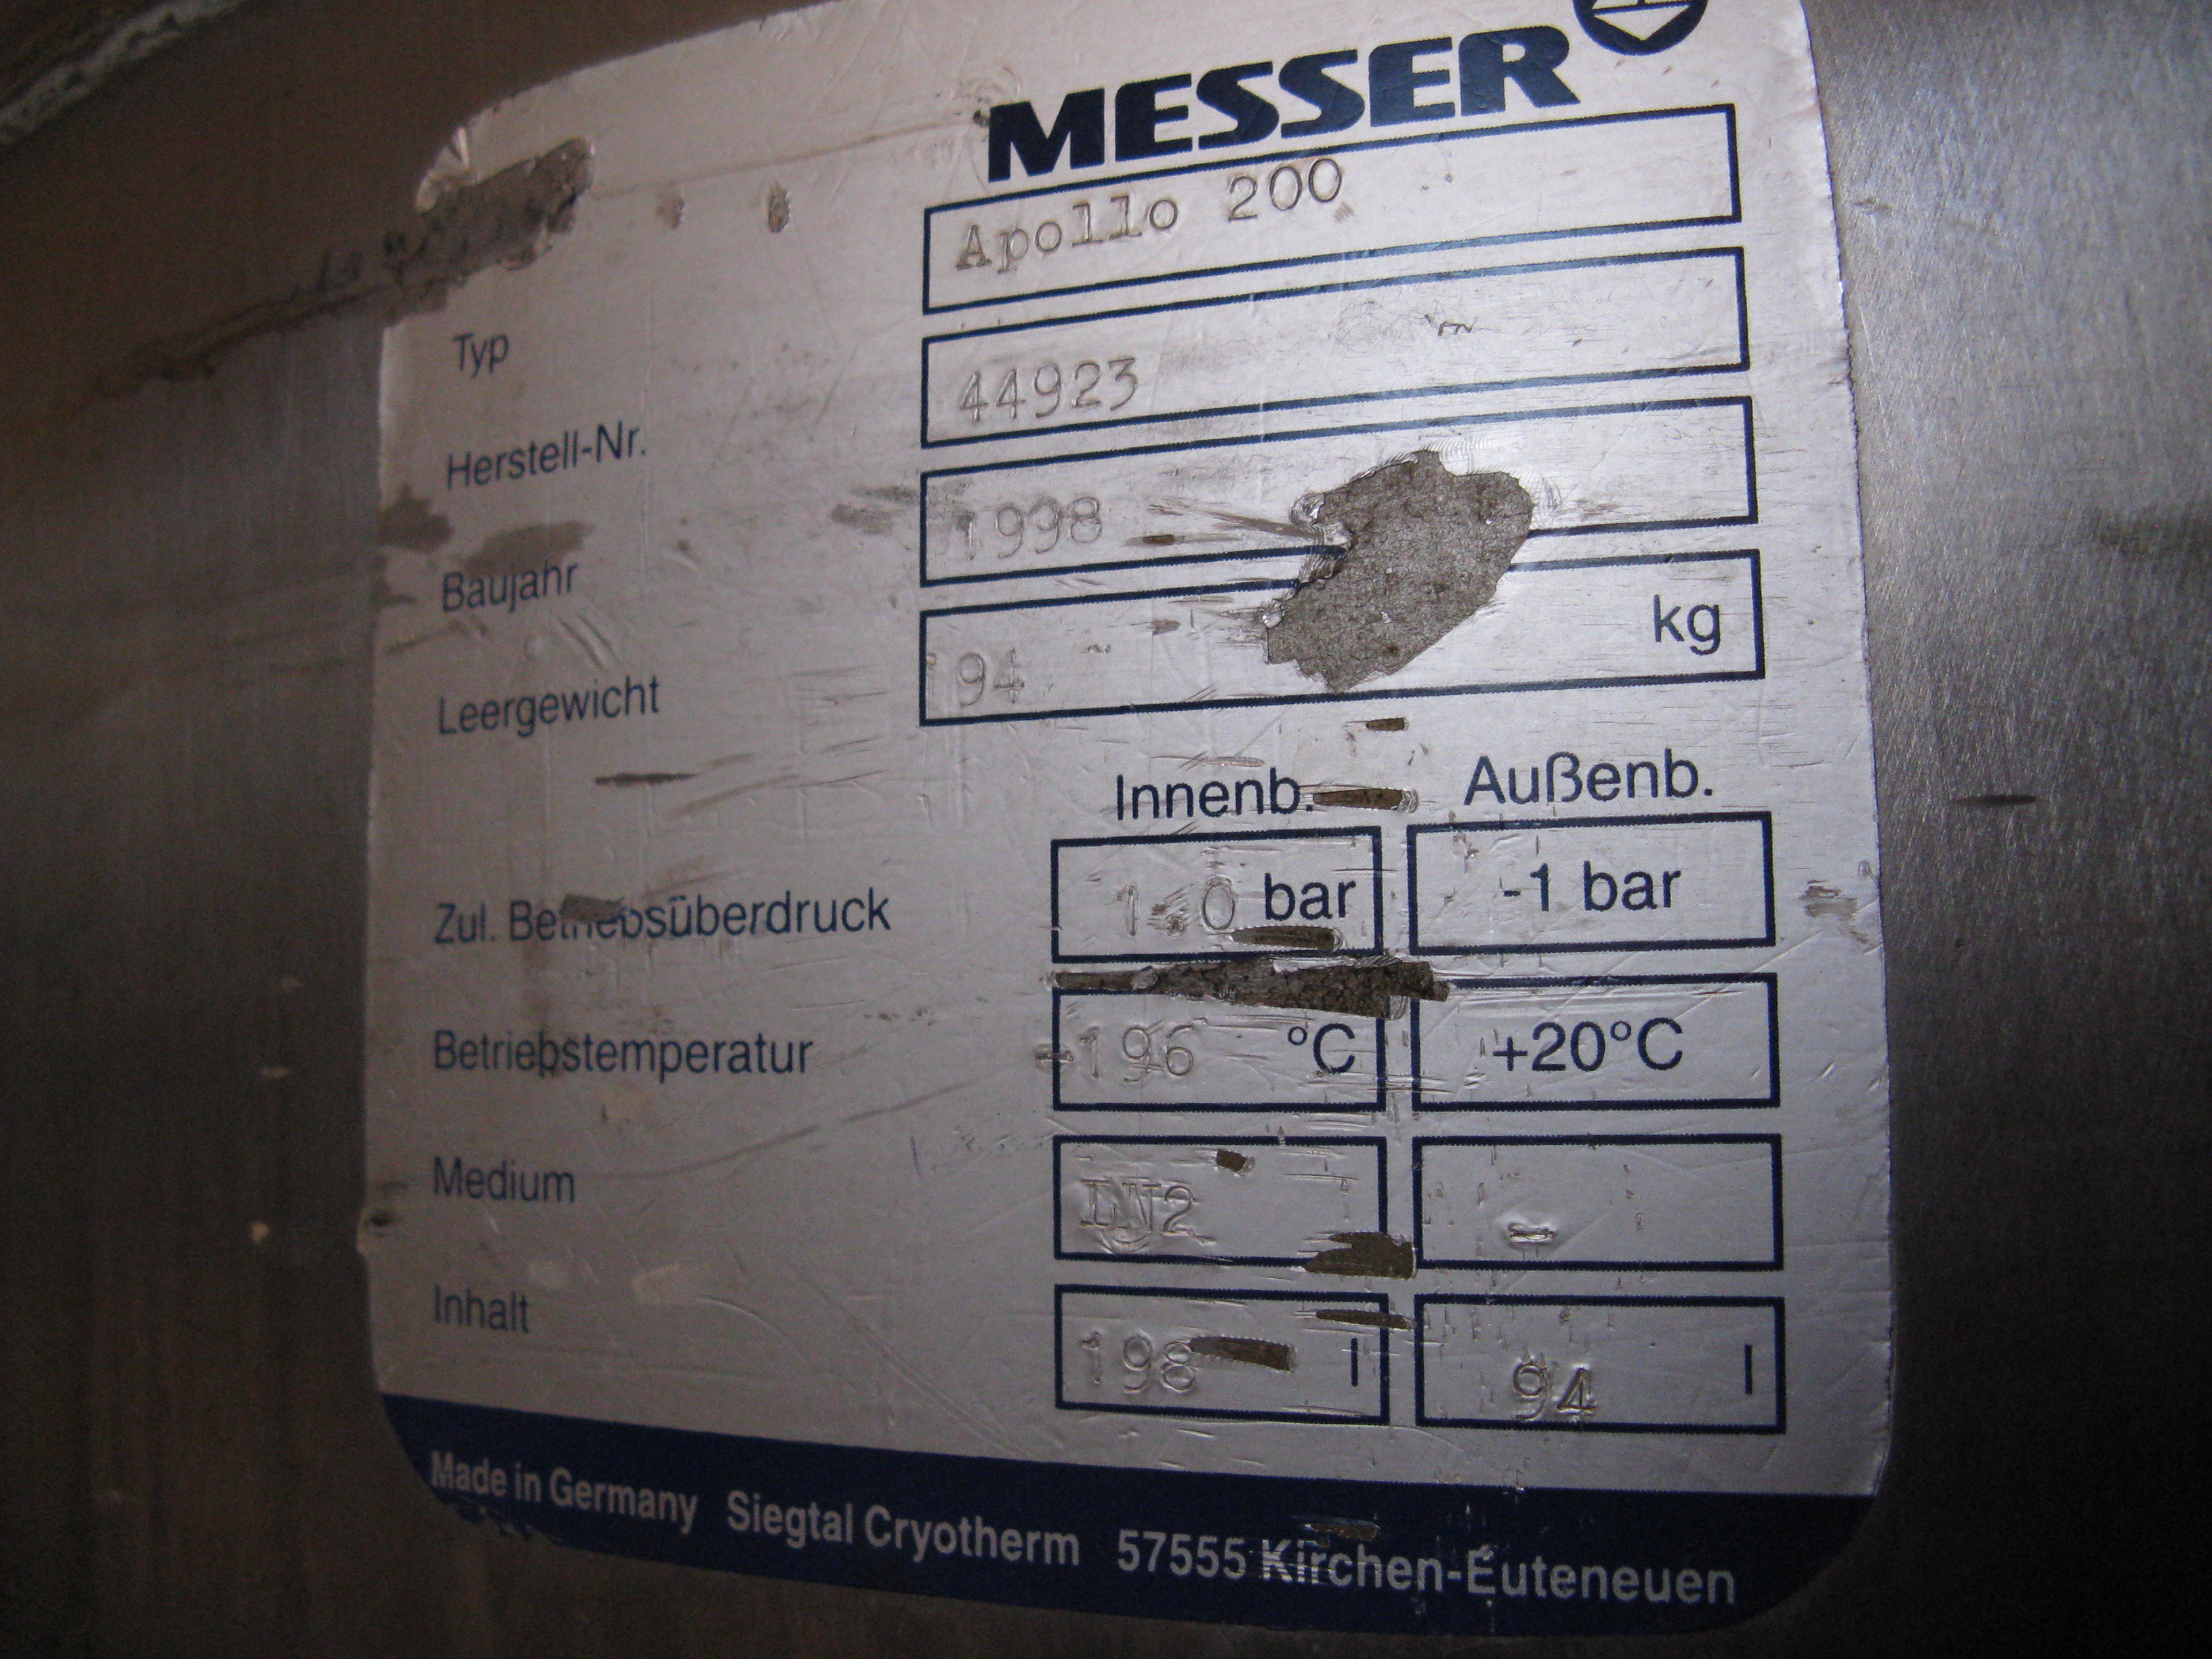 MESSER
Typ Apollo 200
Herstell-Nr. 44923
Baujahr 1998
Leergewicht 94 kg
Innenb. Außenb.
Zul. Betriebsüberdruck 1.0 bar -1 bar
Betriebstemperatur -196 °C +20°C
Medium LN2 -
Inhalt 198 l 94 l
Made in Germany Siegtal Cryotherm 57555 Kirchen-Euteneuen